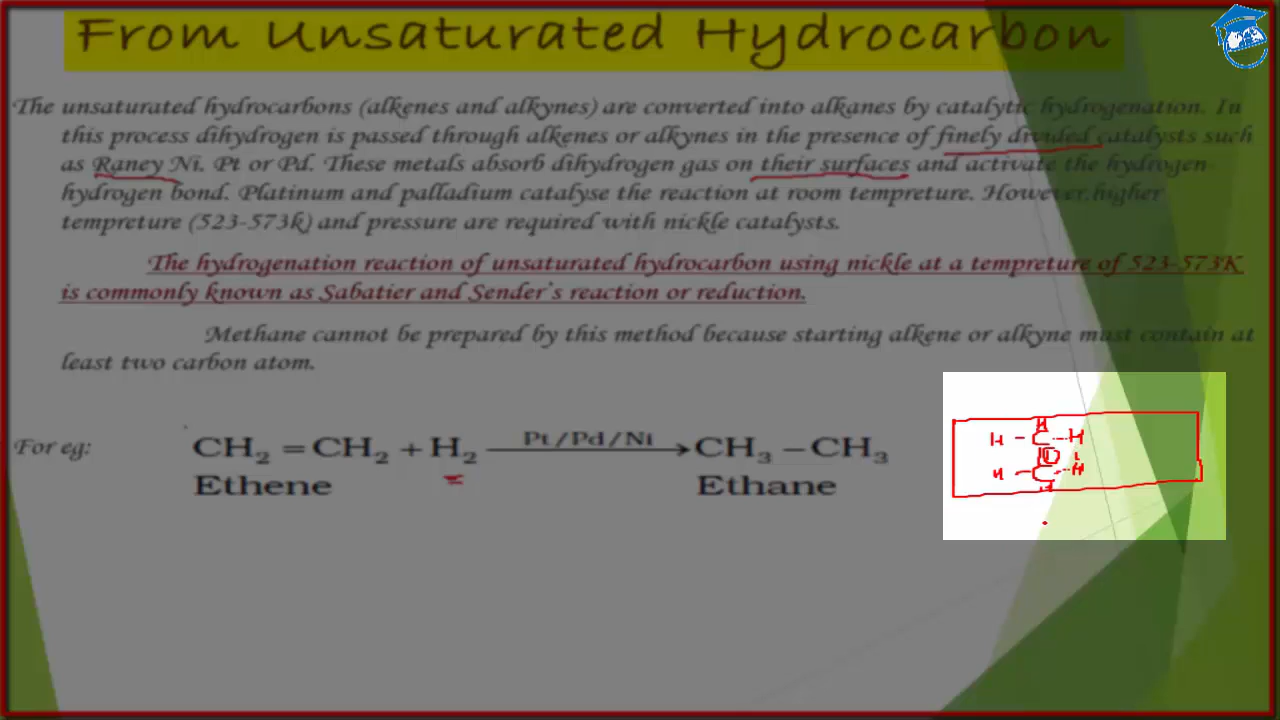 From Unsaturated Hydrocarbon
The unsaturated hydrocarbons (alkenes and alkynes) are converted into alkanes by catalytic hydrogenation. In
this process dihydrogen is passed through alkenes or alkynes in the presence of finely divided catalysts such
as Raney Ni. Pt or Pd. These metals absorb dihydrogen gas on their surfaces and activate the hydrogen
hydrogen bond. Platinum and palladium catalyse the reaction at room tempreture. However,higher
tempreture (523-573k) and pressure are required with nickle catalysts.
The hydrogenation reaction of unsaturated hydrocarbon using nickle at a tempreture of 523-573K
is commonly known as Sabatier and Sender's reaction or reduction.
Methane cannot be prepared by this method because starting alkene or alkyne must contain at
least two carbon atom.
For eg: CH₂ = CH₂ + H₂ Pt/Pd/Ni → CH₃ – CH₃
Ethene Ethane
H
H – C ---H
H – C ---H
H